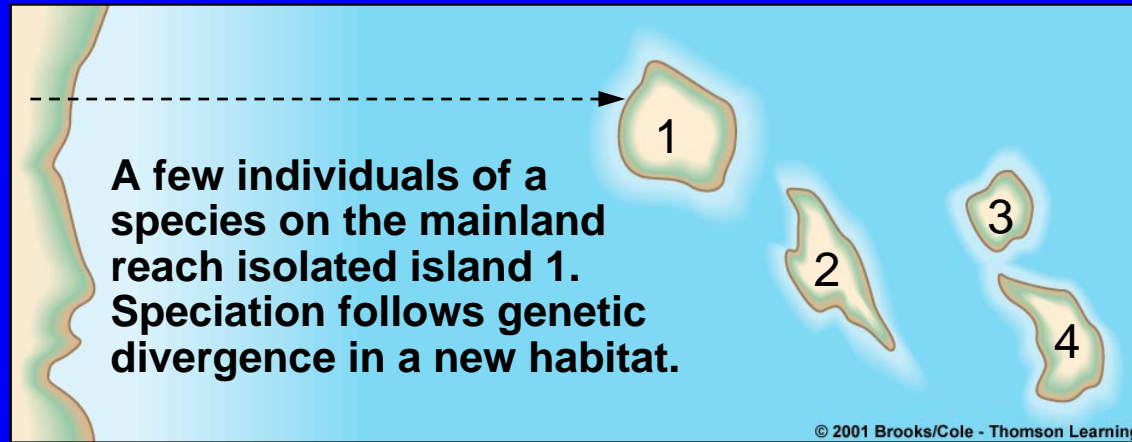 1
A few individuals of a
species on the mainland
reach isolated island 1.
Speciation follows genetic
divergence in a new habitat.
2
3
4
© 2001 Brooks/Cole - Thomson Learning